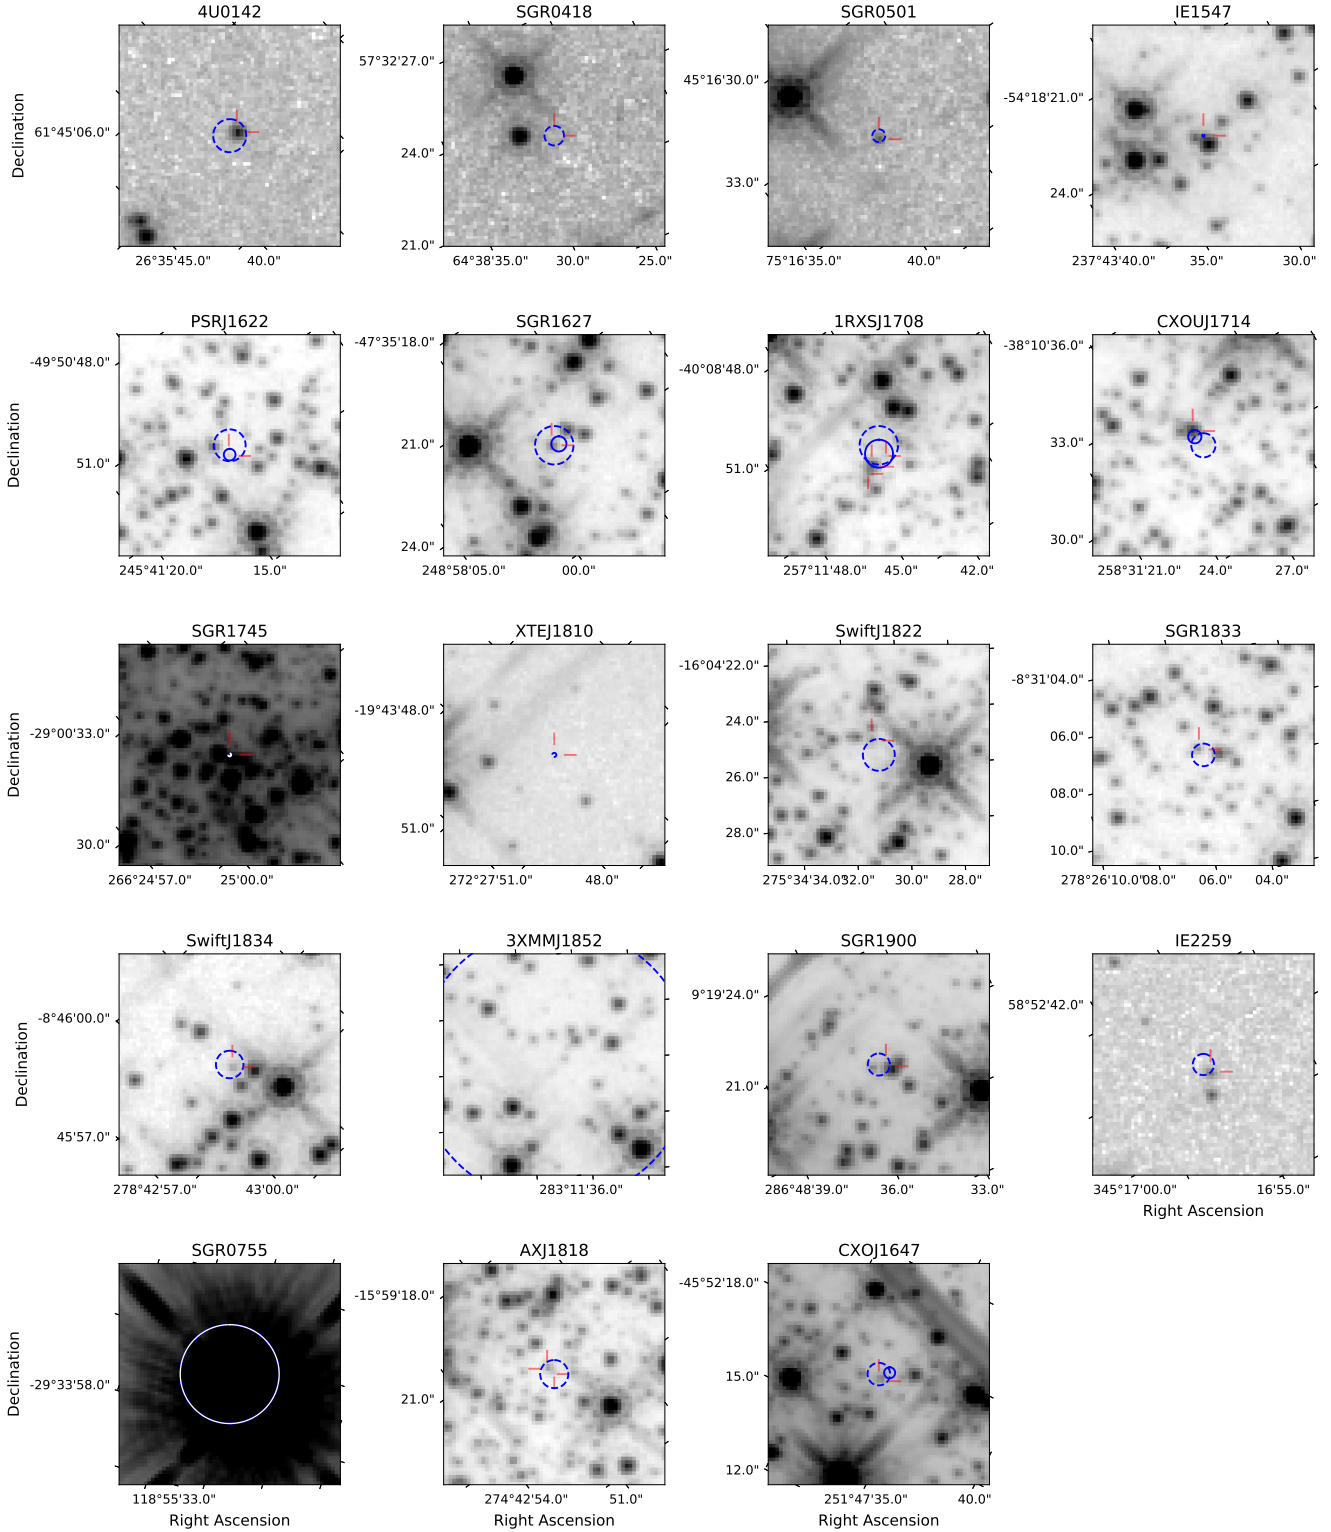 4U0142 SGR0418 SGR0501 IE1547
Declination
61°45'06.0"
26°35'45.0" 40.0"
57°32'27.0"
24.0"
21.0"
64°38'35.0" 30.0" 25.0"
45°16'30.0"
33.0"
75°16'35.0" 40.0"
-54°18'21.0"
24.0"
237°43'40.0" 35.0" 30.0"
PSRJ1622 SGR1627 1RXSJ1708 CXOUJ1714
Declination
-49°50'48.0"
51.0"
245°41'20.0" 15.0"
-47°35'18.0"
21.0"
24.0"
248°58'05.0" 00.0"
-40°08'48.0"
51.0"
257°11'48.0" 45.0" 42.0"
-38°10'36.0"
33.0"
30.0"
258°31'21.0" 24.0" 27.0"
SGR1745 XTEJ1810 SwiftJ1822 SGR1833
Declination
-29°00'33.0"
30.0"
266°24'57.0" 25'00.0"
-19°43'48.0"
51.0"
272°27'51.0" 48.0"
-16°04'22.0"
24.0"
26.0"
28.0"
275°34'34.0" 32.0" 30.0" 28.0"
-8°31'04.0"
06.0"
08.0"
10.0"
278°26'10.0" 08.0" 06.0" 04.0"
SwiftJ1834 3XMMJ1852 SGR1900 IE2259
Declination
-8°46'00.0"
45'57.0"
278°42'57.0" 43'00.0"
283°11'36.0"
9°19'24.0"
21.0"
286°48'39.0" 36.0" 33.0"
58°52'42.0"
345°17'00.0" 16'55.0"
Right Ascension
SGR0755 AXJ1818 CXOJ1647
Declination
-29°33'58.0"
118°55'33.0"
Right Ascension
-15°59'18.0"
21.0"
274°42'54.0" 51.0"
Right Ascension
-45°52'18.0"
15.0"
12.0"
251°47'35.0" 40.0"
Right Ascension